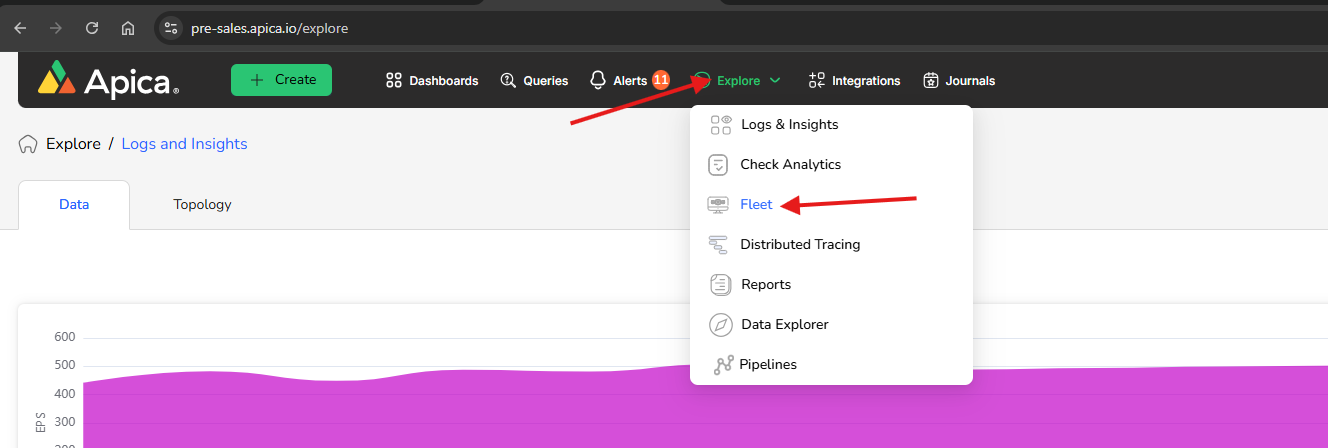 pre-sales.apica.io/explore
Apica®
+ Create
Dashboards
Queries
Alerts 11
Explore
Integrations
Journals
Explore / Logs and Insights
Logs & Insights
Check Analytics
Fleet
Distributed Tracing
Reports
Data Explorer
Pipelines
Data
Topology
600
500
400
300
200
EPS